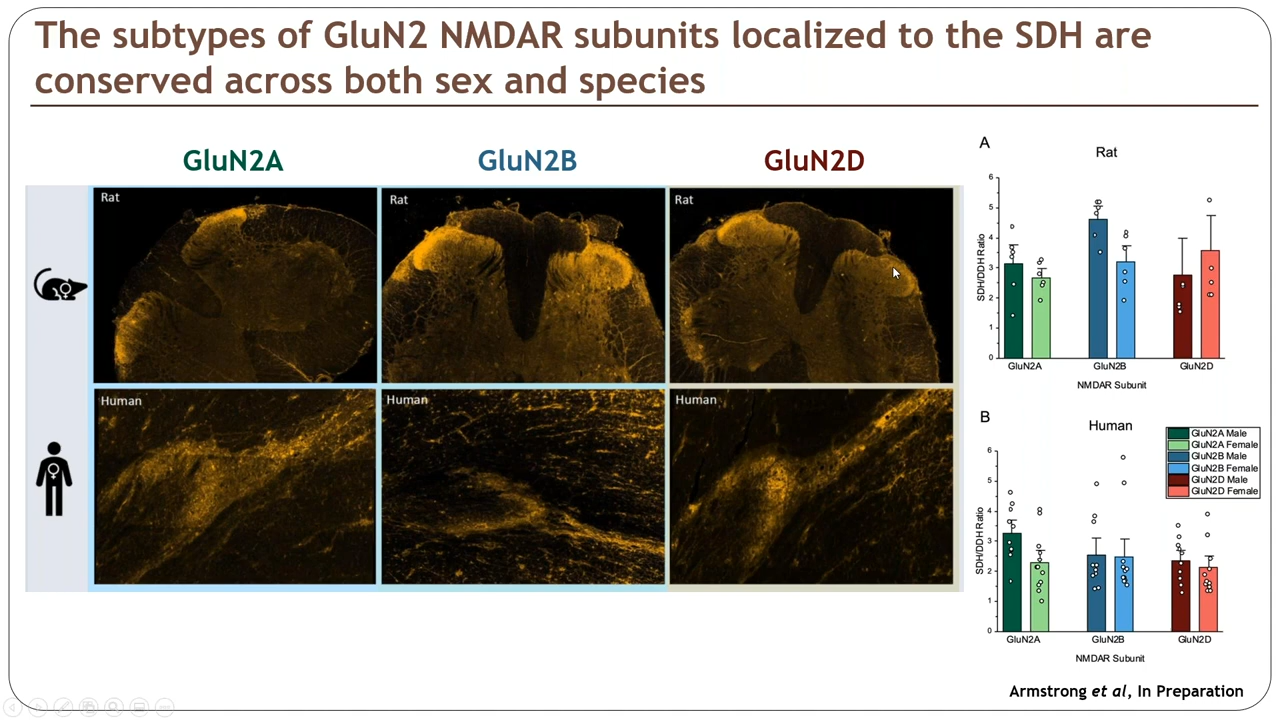 The subtypes of GluN2 NMDAR subunits localized to the SDH are
conserved across both sex and species
GluN2A
GluN2B
GluN2D
Rat
Rat
Rat
Human
Human
Human
A
Rat
6
5
4
3
2
1
0
SDH/DDH Ratio
GluN2A
GluN2B
GluN2D
NMDAR Subunit
B
Human
GluN2A Male
GluN2A Female
GluN2B Male
GluN2B Female
GluN2D Male
GluN2D Female
6
5
4
3
2
1
0
SDH/DDH Ratio
GluN2A
GluN2B
GluN2D
NMDAR Subunit
Armstrong et al, In Preparation